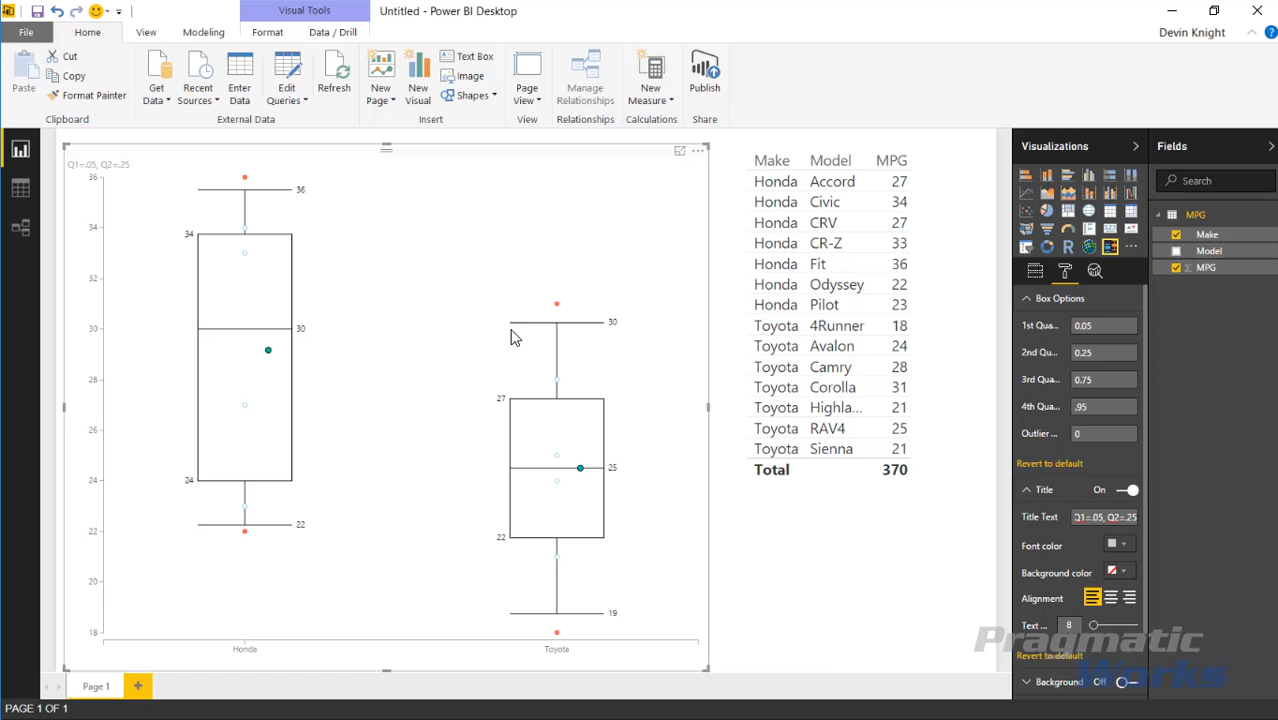 Visual Tools
Untitled - Power BI Desktop
File
Home
View
Modeling
Format
Data / Drill
Devin Knight
Paste
Cut
Copy
Format Painter
Get Data
Recent Sources
Enter Data
Edit Queries
Refresh
New Page
New Visual
Text Box
Image
Shapes
Page View
Manage Relationships
New Measure
Publish
Clipboard
External Data
Insert
View
Relationships
Calculations
Share
Q1=.05, Q2=.25
36
34
32
30
28
26
24
22
20
18
36
34
30
24
22
30
27
25
22
19
Honda
Toyota
Make Model MPG
Honda Accord 27
Honda Civic 34
Honda CRV 27
Honda CR-Z 33
Honda Fit 36
Honda Odyssey 22
Honda Pilot 23
Toyota 4Runner 18
Toyota Avalon 24
Toyota Camry 28
Toyota Corolla 31
Toyota Highla... 21
Toyota RAV4 25
Toyota Sienna 21
Total 370
Visualizations
R
Box Options
1st Qua... 0.05
2nd Qu... 0.25
3rd Qua... 0.75
4th Qua... .95
Outlier ... 0
Revert to default
Title On
Title Text Q1=.05, Q2=.25
Font color
Background color
Alignment
Text ... 8
Revert to default
Background Off
Fields
Search
MPG
Make
Model
Σ MPG
Pragmatic
Works
Page 1
PAGE 1 OF 1